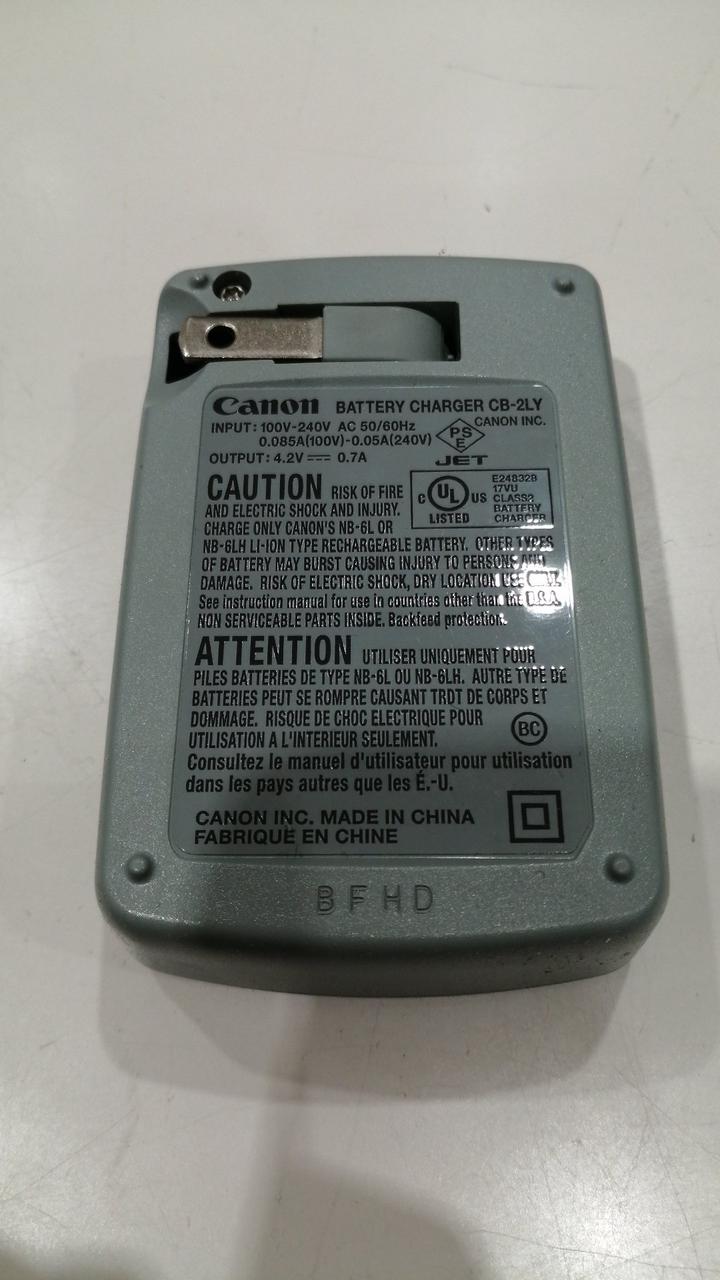 Canon BATTERY CHARGER CB-2LY
INPUT: 100V-240V AC 50/60Hz
0.085A(100V)-0.05A(240V)
OUTPUT: 4.2V ⎓ 0.7A
PSE
CANON INC.
JET
CAUTION RISK OF FIRE
AND ELECTRIC SHOCK AND INJURY.
CHARGE ONLY CANON'S NB-6L OR
NB-6LH LI-ION TYPE RECHARGEABLE BATTERY. OTHER TYPES
OF BATTERY MAY BURST CAUSING INJURY TO PERSONS AND
DAMAGE. RISK OF ELECTRIC SHOCK, DRY LOCATION USE ONLY.
See instruction manual for use in countries other than the U.S.A.
NON SERVICEABLE PARTS INSIDE. Backfeed protection.
C UL US
LISTED
E248328
17VU
CLASS2
BATTERY
CHARGER
ATTENTION UTILISER UNIQUEMENT POUR
PILES BATTERIES DE TYPE NB-6L OU NB-6LH. AUTRE TYPE DE
BATTERIES PEUT SE ROMPRE CAUSANT TRDT DE CORPS ET
DOMMAGE. RISQUE DE CHOC ELECTRIQUE POUR
UTILISATION A L'INTERIEUR SEULEMENT.
BC
Consultez le manuel d'utilisateur pour utilisation
dans les pays autres que les É.-U.
CANON INC. MADE IN CHINA
FABRIQUÉ EN CHINE
BFHD